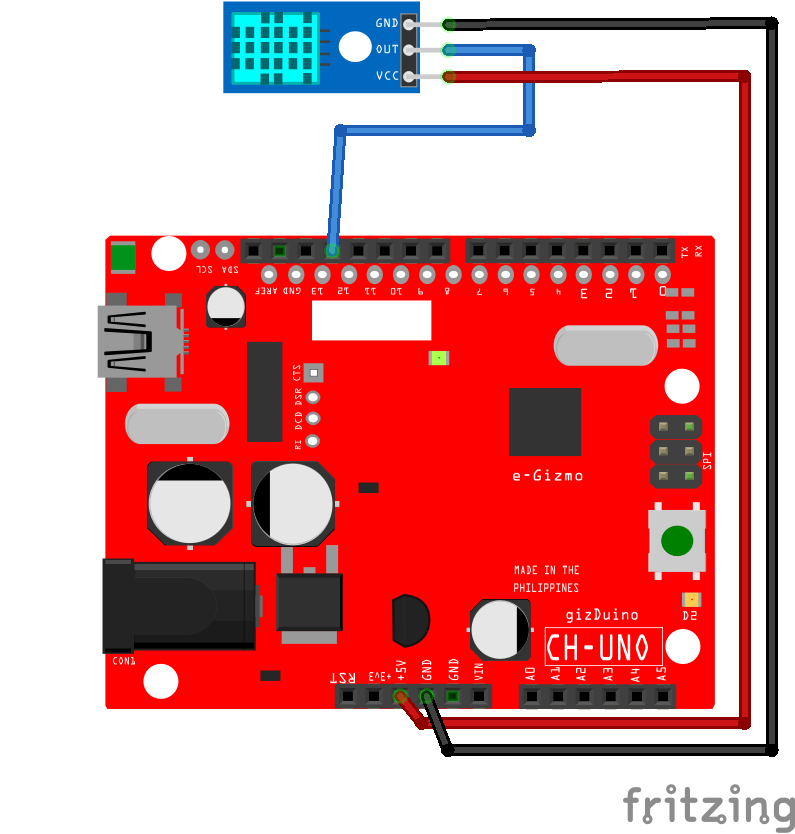 GND
OUT
VCC
TX
RX
SCL
SDA
AREF
GND
13
12
11
10
9
8
7
6
5
4
3
2
1
0
CTS
DSR
DCD
RI
SPI
e-Gizmo
MADE IN THE
PHILIPPINES
gizDuino
CH-UNO
D2
CON1
RST
+3V3
+5V
GND
GND
VIN
A0
A1
A2
A3
A4
A5
fritzing